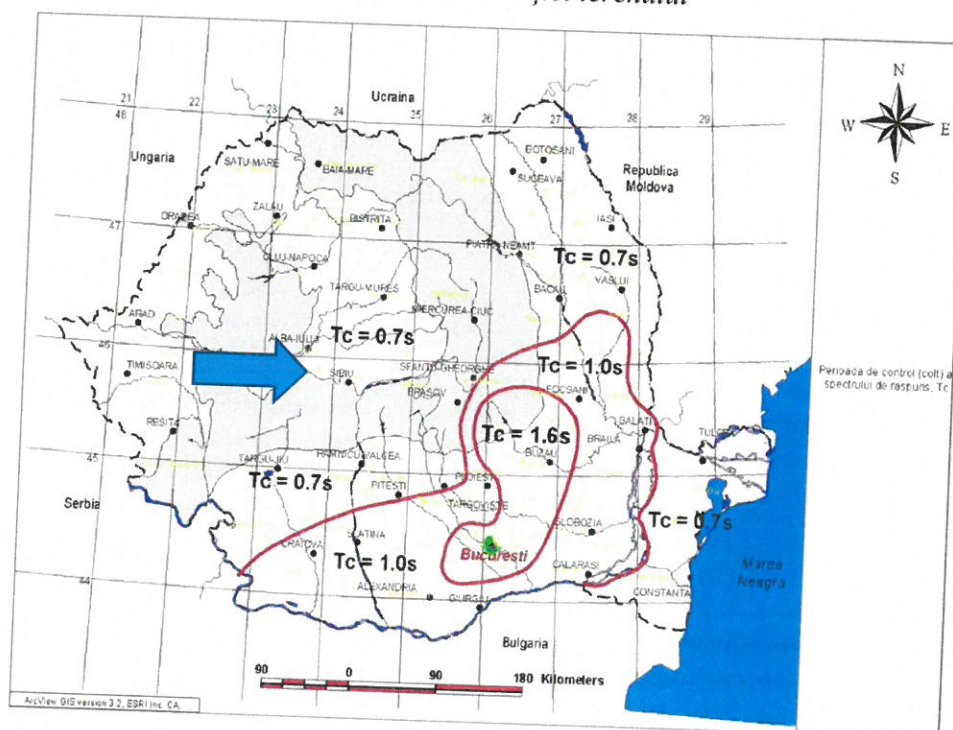 N
W E
S
21 22 23 24 25 26 27 28 29
48
Ucraina
Ungaria
Republica
Moldova
BOTOSANI
SATU-MARE
BAIA-MARE
SUCEAVA
ZALAU
ORADEA
BISTRITA
IASI
47
PIATRA-NEAMT
CLUJ-NAPOCA
Tc = 0.7s
TARGU-MURES
BACAU
VASLUI
MIERCUREA-CIUC
ARAD
Tc = 0.7s
ALBA-IULIA
46
TIMISOARA
SIBIU
SFANTU-GHEORGHE
Tc = 1.0s
BRASOV
FOCSANI
Perioada de control (colt) a
spectrului de raspuns, Tc
RESITA
Tc = 1.6s
GALATI
BRAILA
BUZAU
45
TARGU-JIU
RAMNICU-VALCEA
Tc = 0.7s
PITESTI
Serbia
TARGOVISTE
SLOBOZIA
Tc = 0.7s
SLATINA
CRAIOVA
Tc = 1.0s
Bucuresti
CALARASI
Marea
Neagra
44
ALEXANDRIA
GIURGIU
CONSTANTA
Bulgaria
90 0 90 180 Kilometers
ArcView GIS version 3.2, ESRI Inc. CA.